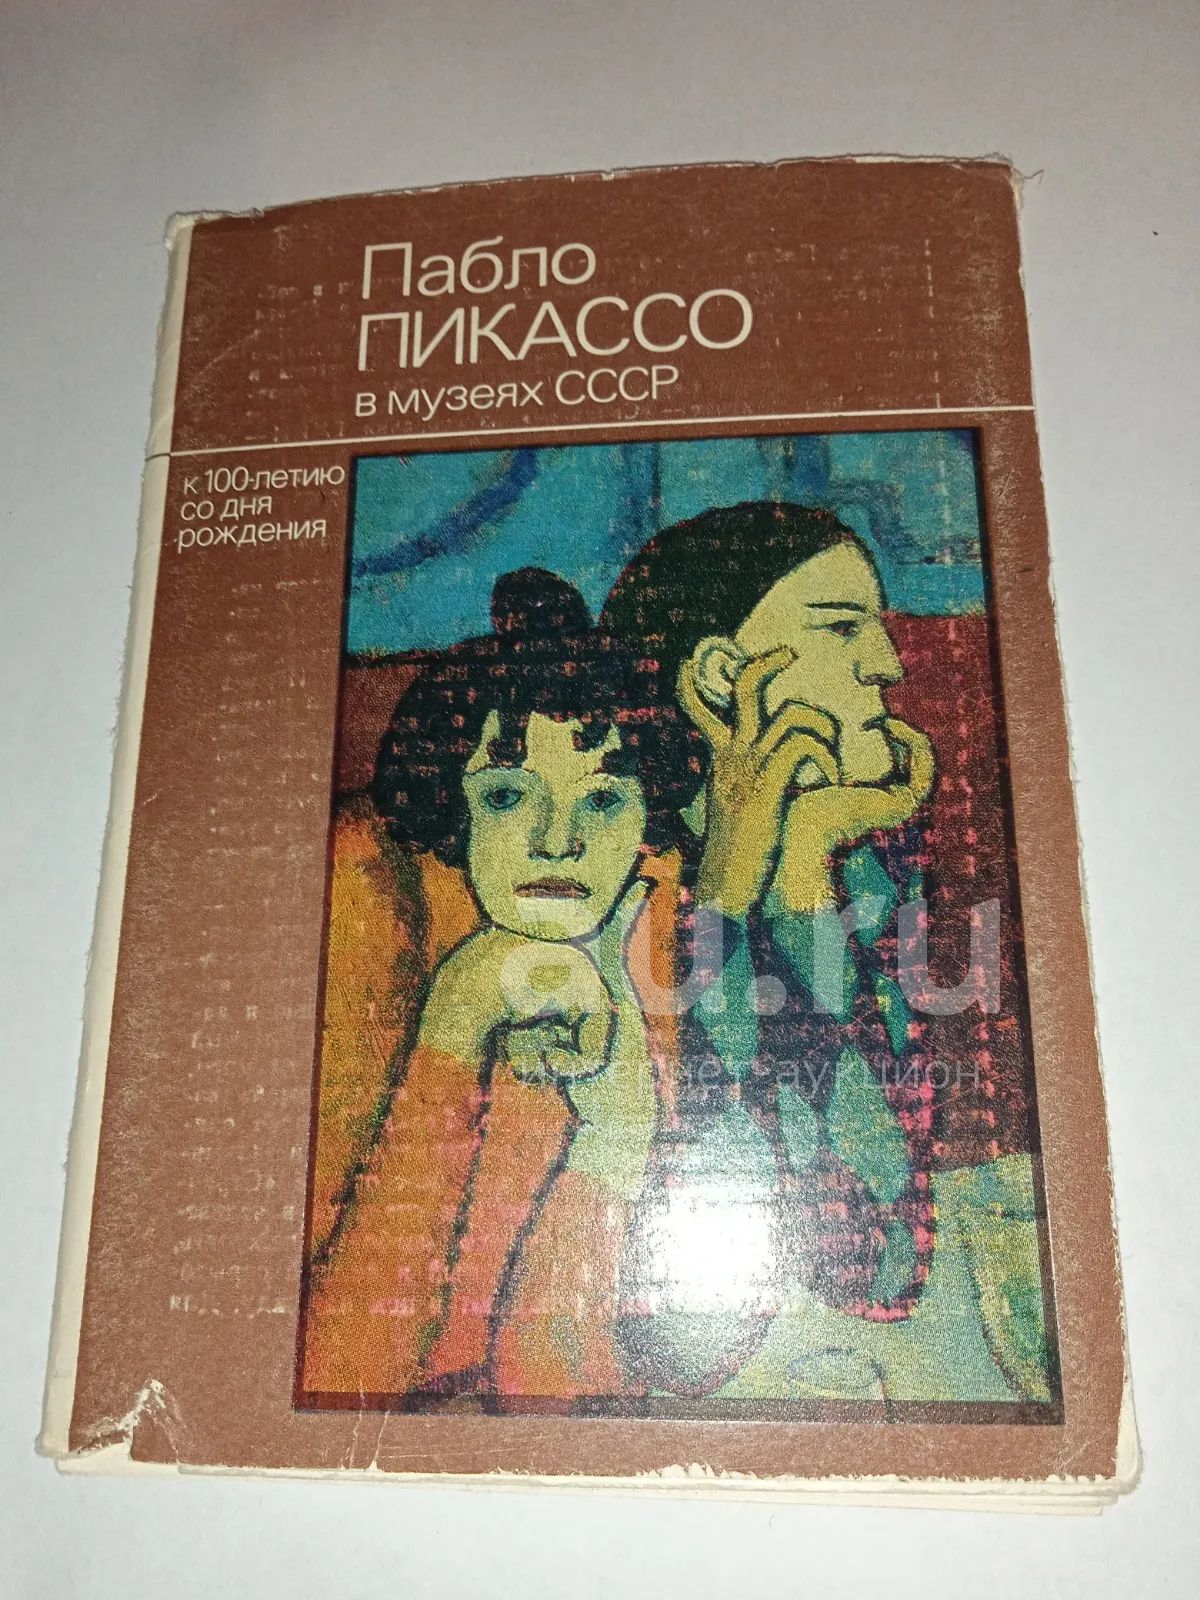 Пабло
ПИКАССО
в музеях СССР
к 100-летию
со дня
рождения
au.ru
интернет-аукцион